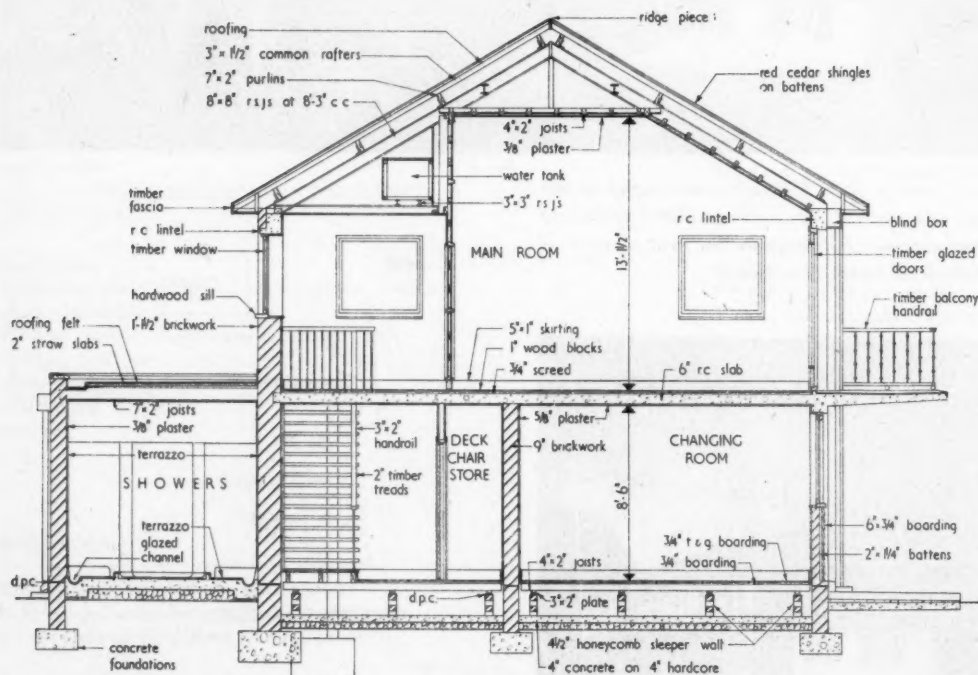 ridge piece
roofing
3"× 1½" common rafters
7"× 2" purlins
8"× 8" r s j s at 8'-3" c c
red cedar shingles
on battens
4"× 2" joists
3/8" plaster
water tank
3"× 3" r s j's
timber
fascia
r c lintel
timber window
r c lintel
blind box
MAIN ROOM
13'-1½"
timber glazed
doors
hardwood sill
1'-1½" brickwork
timber balcony
handrail
roofing felt
2" straw slabs
5"× 1" skirting
1" wood blocks
3/4" screed
6" r c slab
7"× 2" joists
3/8" plaster
terrazzo
SHOWERS
3"× 2"
handrail
2" timber
treads
DECK
CHAIR
STORE
5/8" plaster
9" brickwork
CHANGING
ROOM
8'- 6"
terrazzo
glazed
channel
6"× 3/4" boarding
2"× 1¼" battens
3/4" t & g boarding
3/4" boarding
4"× 2" joists
d.p.c.
d.p.c.
3"× 2" plate
concrete
foundations
4½" honeycomb sleeper wall
4" concrete on 4" hardcore